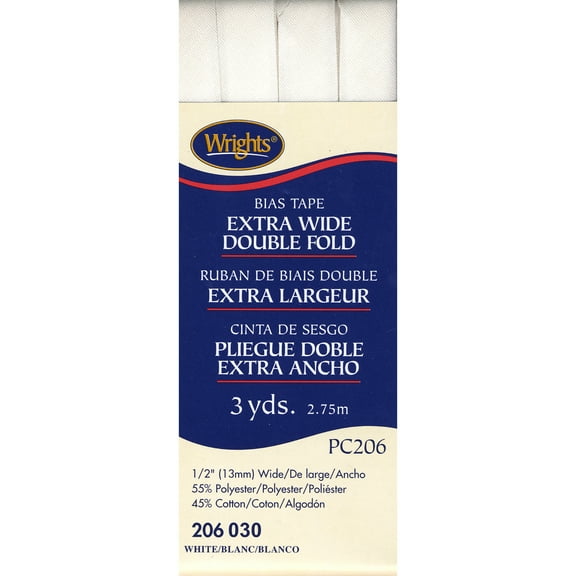 Wrights®
BIAS TAPE
EXTRA WIDE
DOUBLE FOLD
RUBAN DE BIAIS DOUBLE
EXTRA LARGEUR
CINTA DE SESGO
PLIEGUE DOBLE
EXTRA ANCHO
3 yds. 2.75m
PC206
1/2" (13mm) Wide/De large/Ancho
55% Polyester/Polyester/Poliéster
45% Cotton/Coton/Algodón
206 030
WHITE/BLANC/BLANCO